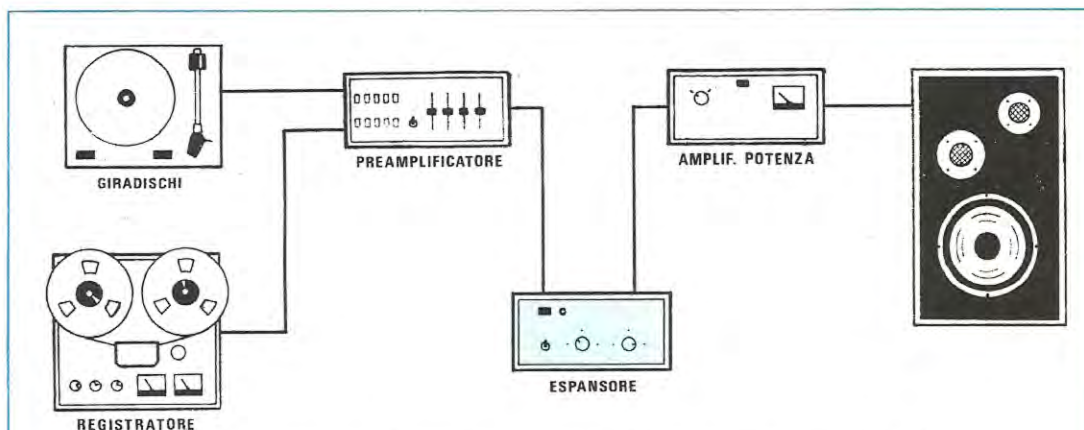 GIRADISCHI
PREAMPLIFICATORE
AMPLIF. POTENZA
ESPANSORE
REGISTRATORE